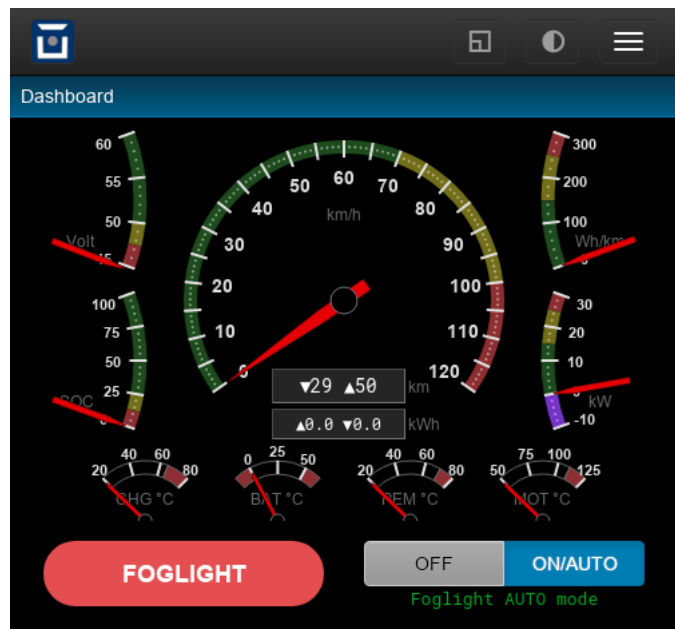 Dashboard
60
55
50
Volt
50 60 70
40 80
km/h
30 90
20 100
10 110
0 120
300
200
100
Wh/km
100
75
50
25
SOC
30
20
10
kW
-10
▼29 ▲50 km
▲0.0 ▼0.0 kWh
20 40 60 80
CHG °C
0 25 50
BAT °C
20 40 60 80
PEM °C
50 75 100 125
MOT °C
FOGLIGHT
OFF ON/AUTO
Foglight AUTO mode